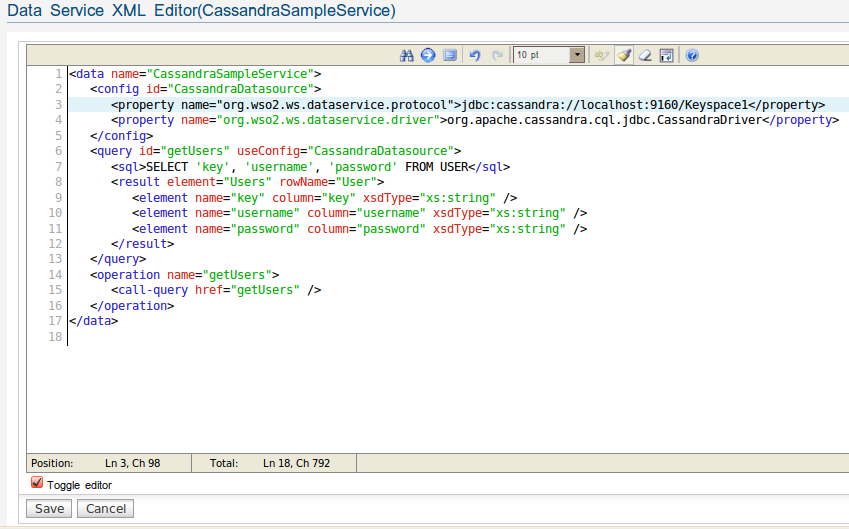 Data Service XML Editor(CassandraSampleService)
10 pt
1 <data name="CassandraSampleService">
2 <config id="CassandraDatasource">
3 <property name="org.wso2.ws.dataservice.protocol">jdbc:cassandra://localhost:9160/Keyspace1</property>
4 <property name="org.wso2.ws.dataservice.driver">org.apache.cassandra.cql.jdbc.CassandraDriver</property>
5 </config>
6 <query id="getUsers" useConfig="CassandraDatasource">
7 <sql>SELECT 'key', 'username', 'password' FROM USER</sql>
8 <result element="Users" rowName="User">
9 <element name="key" column="key" xsdType="xs:string" />
10 <element name="username" column="username" xsdType="xs:string" />
11 <element name="password" column="password" xsdType="xs:string" />
12 </result>
13 </query>
14 <operation name="getUsers">
15 <call-query href="getUsers" />
16 </operation>
17 </data>
18
Position: Ln 3, Ch 98 Total: Ln 18, Ch 792
Toggle editor
Save Cancel